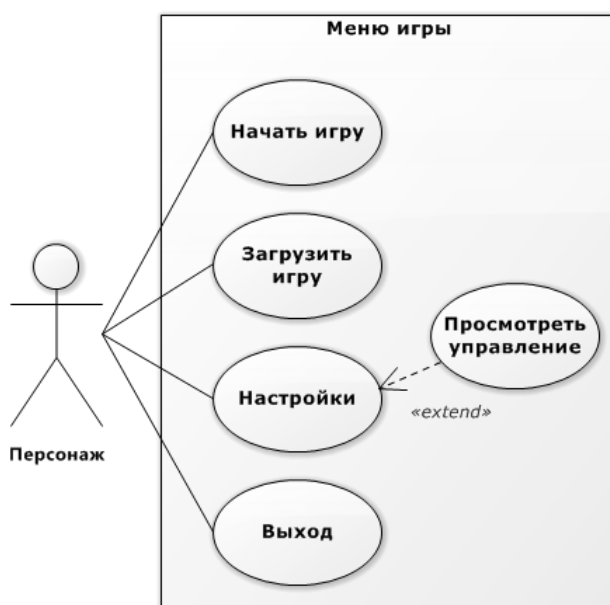 Меню игры
Начать игру
Загрузить
игру
Просмотреть
управление
Настройки
«extend»
Персонаж
Выход